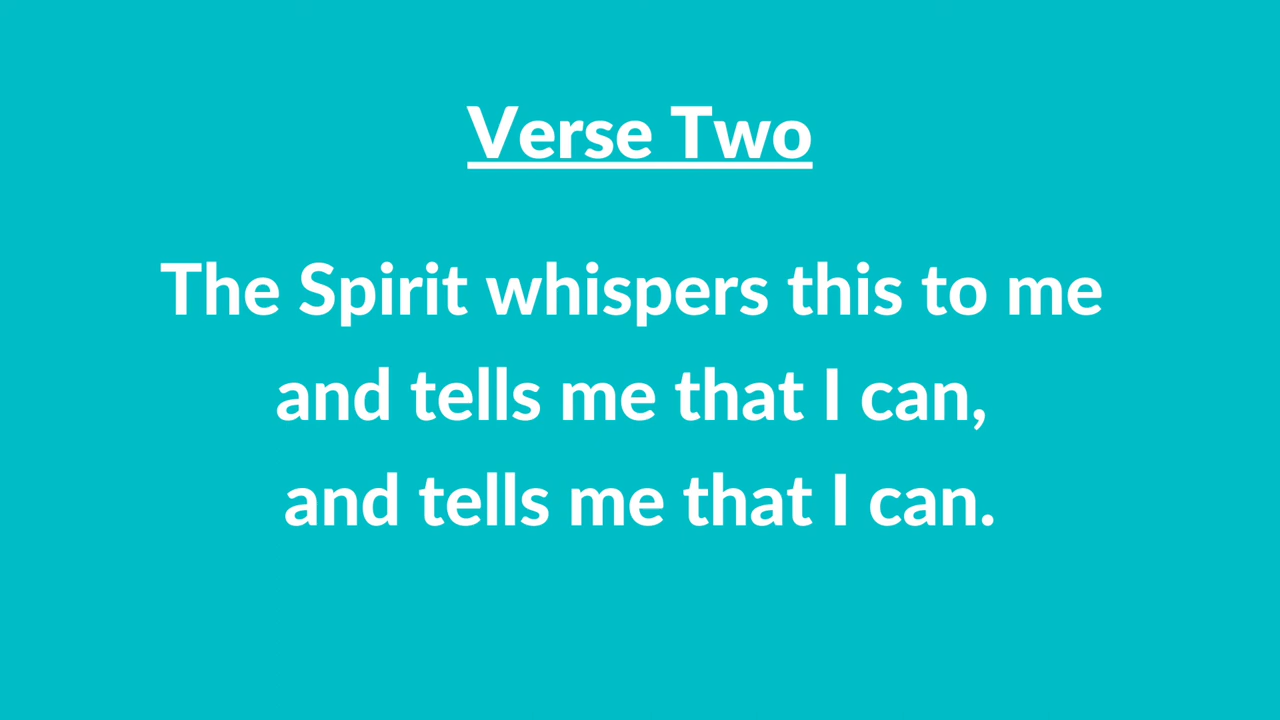 Verse Two
The Spirit whispers this to me
and tells me that I can,
and tells me that I can.